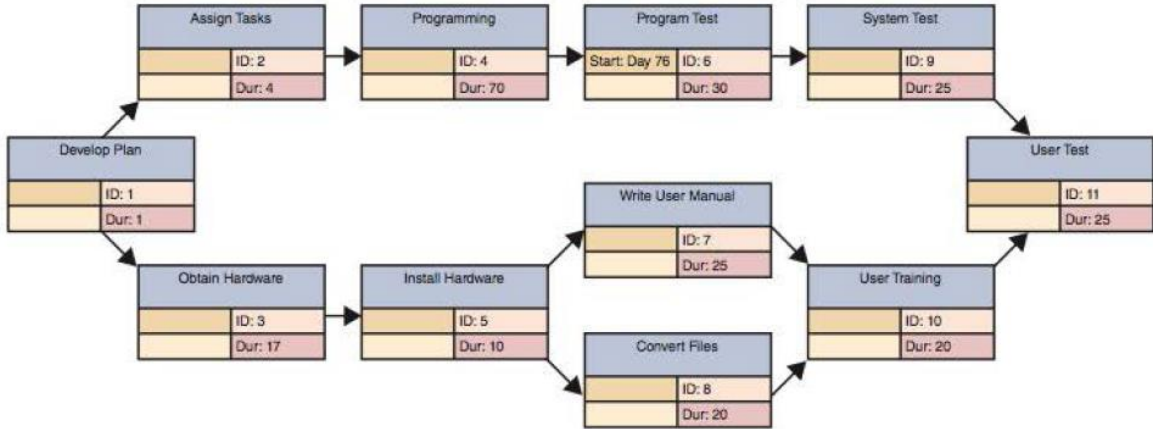 Assign Tasks
ID: 2
Dur: 4
Programming
ID: 4
Dur: 70
Program Test
Start: Day 76 ID: 6
Dur: 30
System Test
ID: 9
Dur: 25
Develop Plan
ID: 1
Dur: 1
User Test
ID: 11
Dur: 25
Write User Manual
ID: 7
Dur: 25
Obtain Hardware
ID: 3
Dur: 17
Install Hardware
ID: 5
Dur: 10
User Training
ID: 10
Dur: 20
Convert Files
ID: 8
Dur: 20